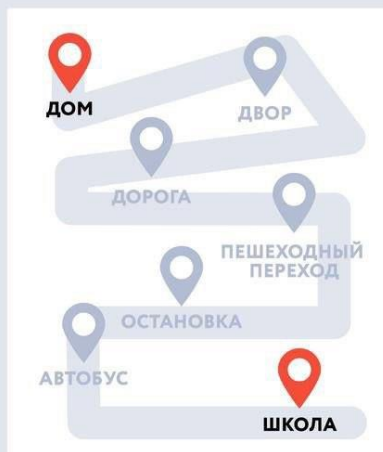 ДОМ
ДВОР
ДОРОГА
ПЕШЕХОДНЫЙ
ПЕРЕХОД
ОСТАНОВКА
АВТОБУС
ШКОЛА